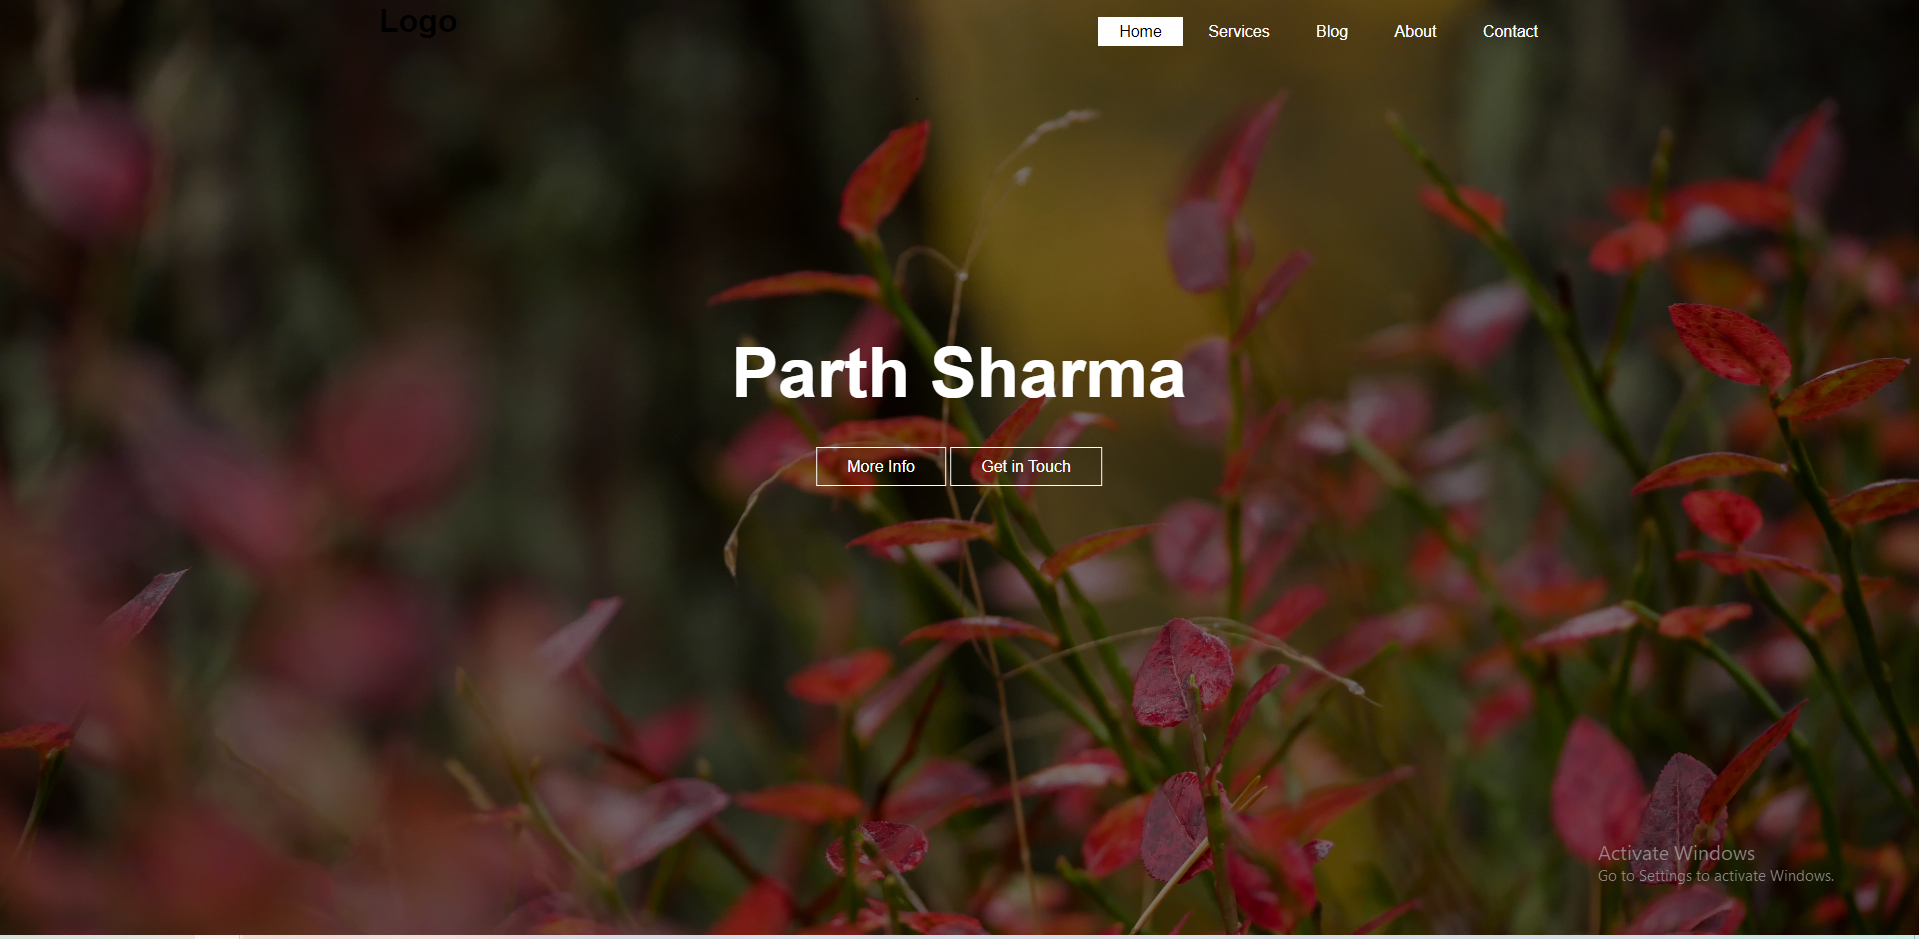 Logo
Home Services Blog About Contact
Parth Sharma
More Info Get in Touch
Activate Windows
Go to Settings to activate Windows.